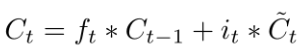 $C_t = f_t * C_{t-1} + i_t * \tilde{C}_t$